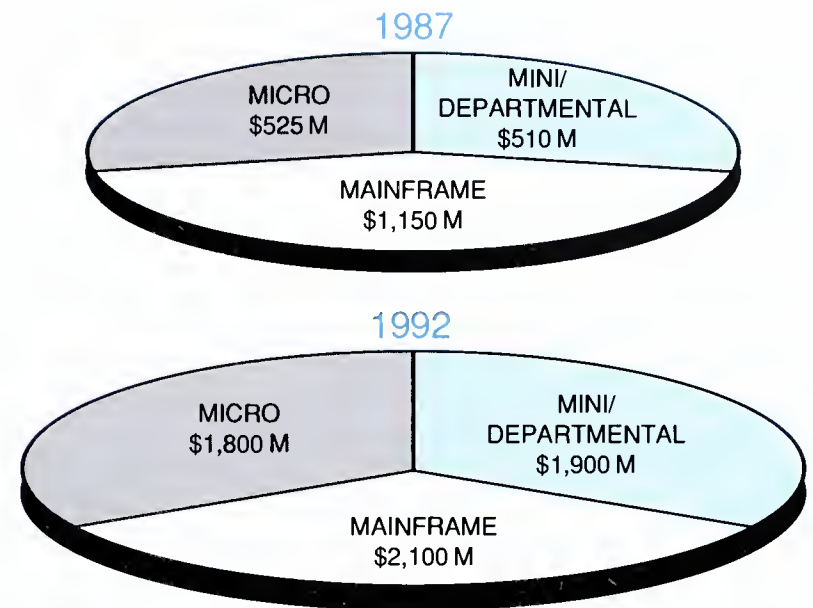 1987
MICRO
$525 M
MINI/
DEPARTMENTAL
$510 M
MAINFRAME
$1,150 M
1992
MICRO
$1,800 M
MINI/
DEPARTMENTAL
$1,900 M
MAINFRAME
$2,100 M